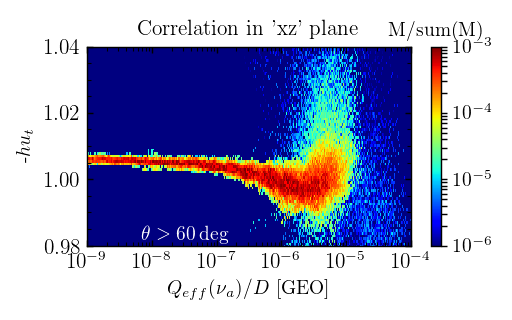 Correlation in 'xz' plane
M/sum(M)
-hu_t
1.04
1.02
1.00
0.98
θ > 60 deg
10^{-9} 10^{-8} 10^{-7} 10^{-6} 10^{-5} 10^{-4}
Q_{eff}(ν_a)/D [GEO]
10^{-3}
10^{-4}
10^{-5}
10^{-6}